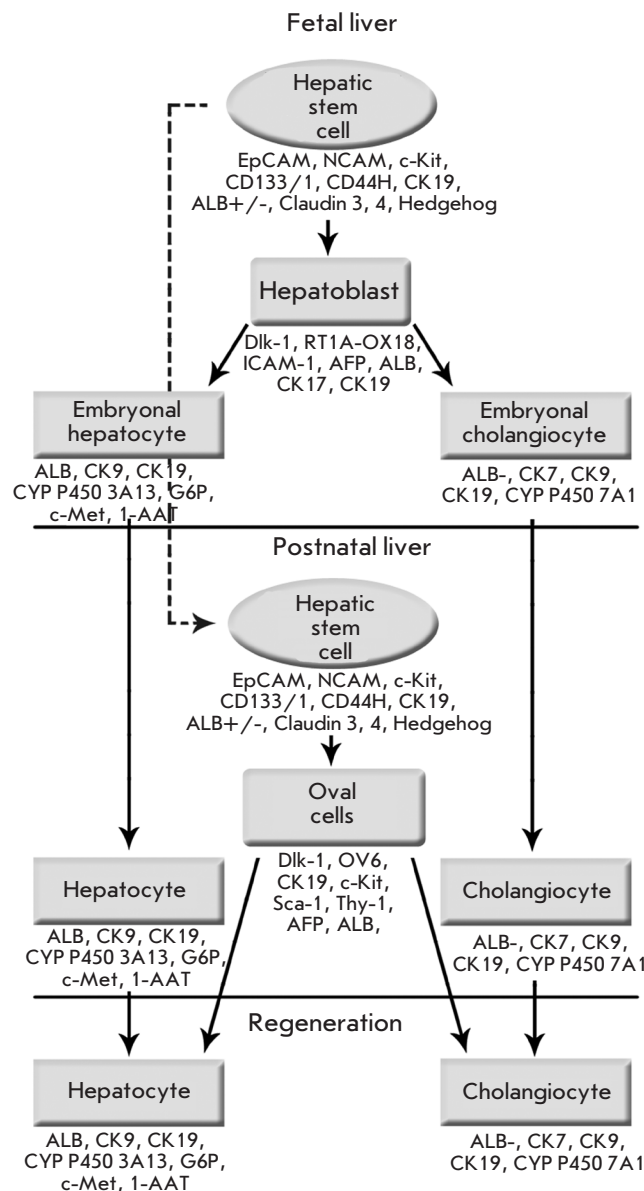 Fetal liver
Hepatic
stem
cell
EpCAM, NCAM, c-Kit,
CD133/1, CD44H, CK19,
ALB+/-, Claudin 3, 4, Hedgehog
Hepatoblast
Dlk-1, RT1A-OX18,
ICAM-1, AFP, ALB,
CK17, CK19
Embryonal
hepatocyte
ALB, CK9, CK19,
CYP P450 3A13, G6P,
c-Met, 1-AAT
Embryonal
cholangiocyte
ALB-, CK7, CK9,
CK19, CYP P450 7A1
Postnatal liver
Hepatic
stem
cell
EpCAM, NCAM, c-Kit,
CD133/1, CD44H, CK19,
ALB+/-, Claudin 3, 4, Hedgehog
Oval
cells
Dlk-1, OV6,
CK19, c-Kit,
Sca-1, Thy-1,
AFP, ALB,
Hepatocyte
ALB, CK9, CK19,
CYP P450 3A13, G6P,
c-Met, 1-AAT
Cholangiocyte
ALB-, CK7, CK9,
CK19, CYP P450 7A1
Regeneration
Hepatocyte
ALB, CK9, CK19,
CYP P450 3A13, G6P,
c-Met, 1-AAT
Cholangiocyte
ALB-, CK7, CK9,
CK19, CYP P450 7A1